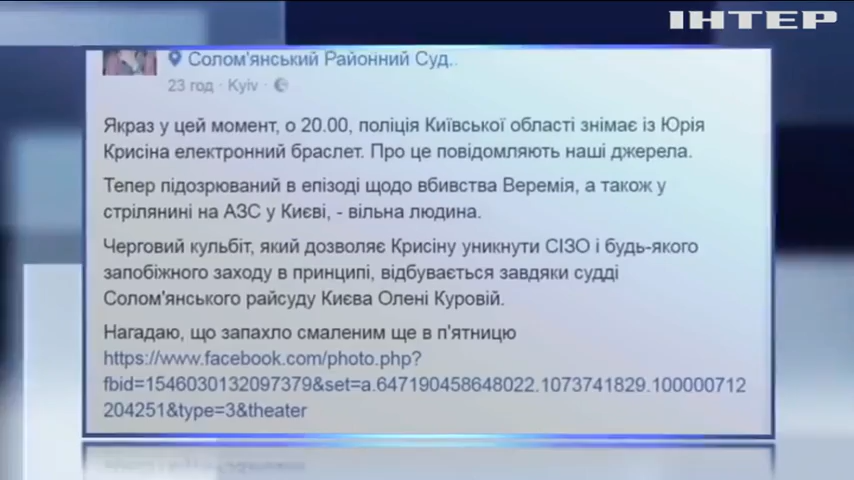 ІНТЕР
Солом'янський Районний Суд..
23 год · Kyiv ·
Якраз у цей момент, о 20.00, поліція Київської області знімає із Юрія
Крисіна електронний браслет. Про це повідомляють наші джерела.
Тепер підозрюваний в епізоді щодо вбивства Веремія, а також у
стрілянині на АЗС у Києві, - вільна людина.
Черговий кульбіт, який дозволяє Крисіну уникнути СІЗО і будь-якого
запобіжного заходу в принципі, відбувається завдяки судді
Солом'янського райсуду Києва Олені Куровій.
Нагадаю, що запахло смаленим ще в п'ятницю
https://www.facebook.com/photo.php?
fbid=1546030132097379&set=a.647190458648022.1073741829.100000712
204251&type=3&theater